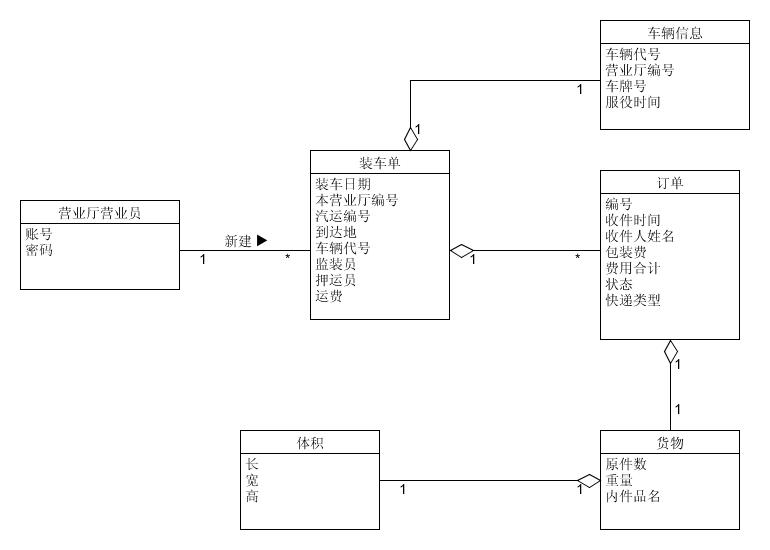 车辆信息
车辆代号
营业厅编号
车牌号
服役时间
1
1
装车单
装车日期
本营业厅编号
汽运编号
到达地
车辆代号
监装员
押运员
运费
营业厅营业员
账号
密码
新建 ▶
1
*
1
*
订单
编号
收件时间
收件人姓名
包装费
费用合计
状态
快递类型
1
1
体积
长
宽
高
1
1
货物
原件数
重量
内件品名